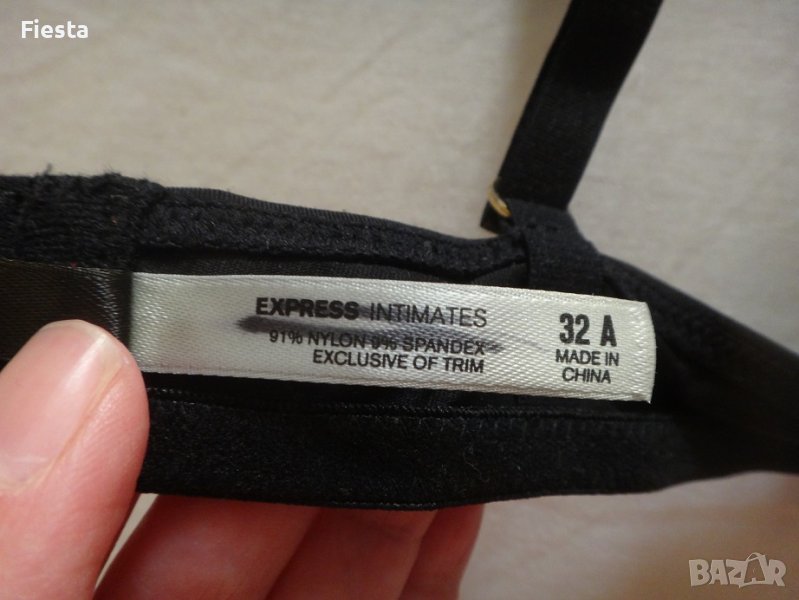 Fiesta
EXPRESS INTIMATES
91% NYLON 9% SPANDEX
EXCLUSIVE OF TRIM
32 A
MADE IN
CHINA
BAZAR